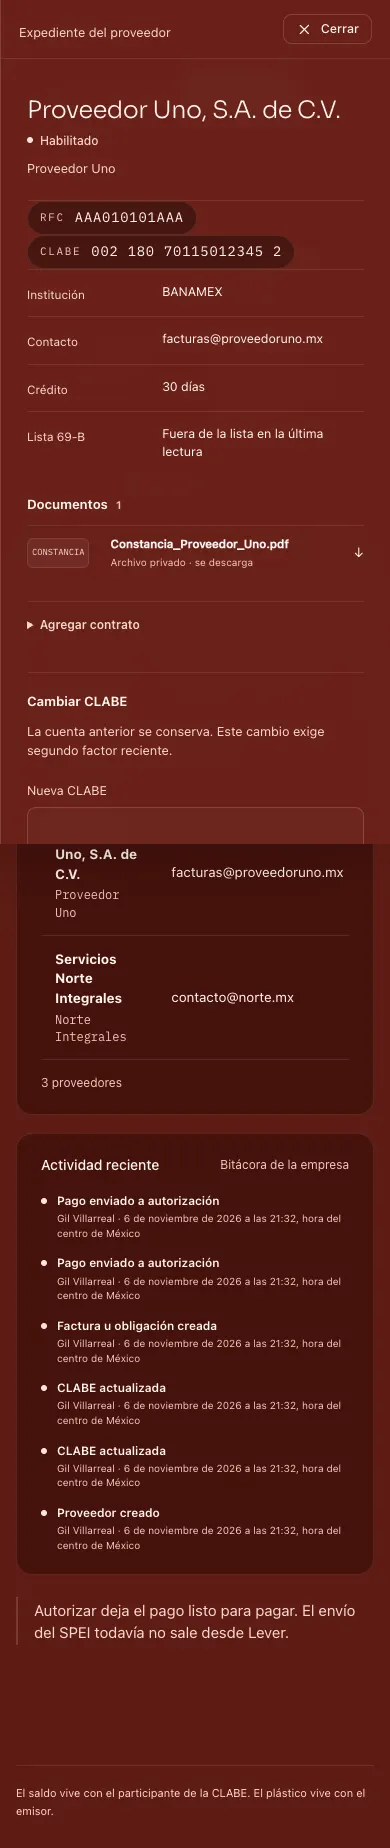 Expediente del proveedor
Cerrar
Proveedor Uno, S.A. de C.V.
Habilitado
Proveedor Uno
RFC AAA010101AAA
CLABE 002 180 70115012345 2
Institución BANAMEX
Contacto facturas@proveedoruno.mx
Crédito 30 días
Lista 69-B Fuera de la lista en la última
lectura
Documentos 1
CONSTANCIA Constancia_Proveedor_Uno.pdf
Archivo privado · se descarga
Agregar contrato
Cambiar CLABE
La cuenta anterior se conserva. Este cambio exige
segundo factor reciente.
Nueva CLABE
Uno, S.A. de
C.V.
Proveedor
Uno
facturas@proveedoruno.mx
Servicios
Norte
Integrales
Norte
Integrales
contacto@norte.mx
3 proveedores
Actividad reciente Bitácora de la empresa
Pago enviado a autorización
Gil Villarreal · 6 de noviembre de 2026 a las 21:32, hora del
centro de México
Pago enviado a autorización
Gil Villarreal · 6 de noviembre de 2026 a las 21:32, hora del
centro de México
Factura u obligación creada
Gil Villarreal · 6 de noviembre de 2026 a las 21:32, hora del
centro de México
CLABE actualizada
Gil Villarreal · 6 de noviembre de 2026 a las 21:32, hora del
centro de México
CLABE actualizada
Gil Villarreal · 6 de noviembre de 2026 a las 21:32, hora del
centro de México
Proveedor creado
Gil Villarreal · 6 de noviembre de 2026 a las 21:32, hora del
centro de México
Autorizar deja el pago listo para pagar. El envío
del SPEI todavía no sale desde Lever.
El saldo vive con el participante de la CLABE. El plástico vive con el
emisor.